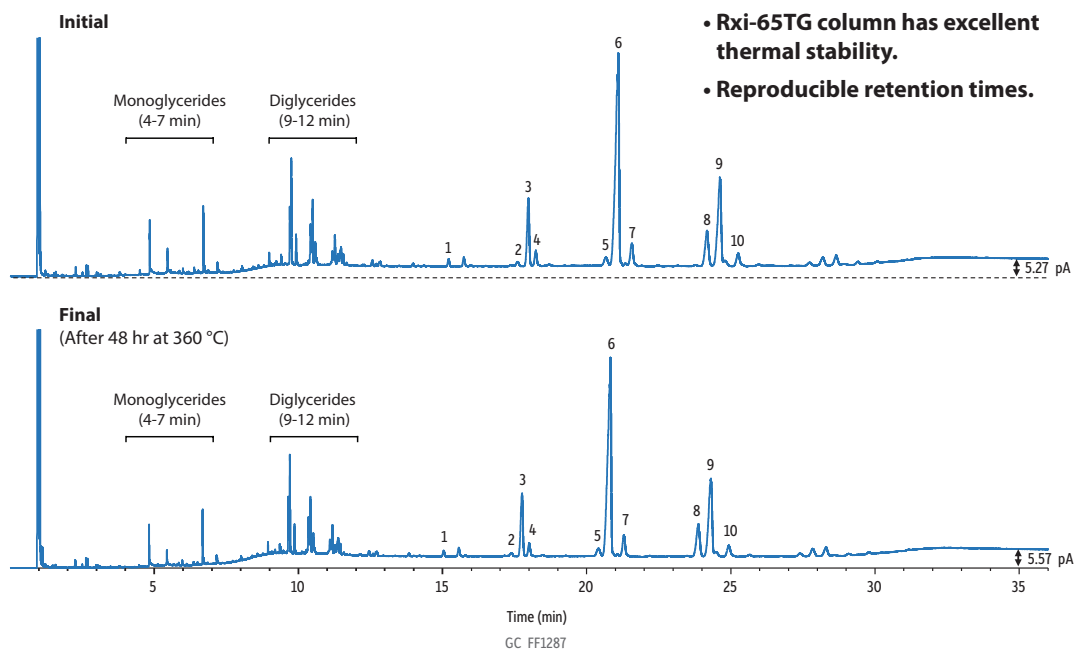 Initial
• Rxi-65TG column has excellent
thermal stability.
• Reproducible retention times.
Monoglycerides
(4-7 min)
Diglycerides
(9-12 min)
1
2
3
4
5
6
7
8
9
10
5.27 pA
Final
(After 48 hr at 360 °C)
Monoglycerides
(4-7 min)
Diglycerides
(9-12 min)
1
2
3
4
5
6
7
8
9
10
5.57 pA
5 10 15 20 25 30 35
Time (min)
GC_FF1287